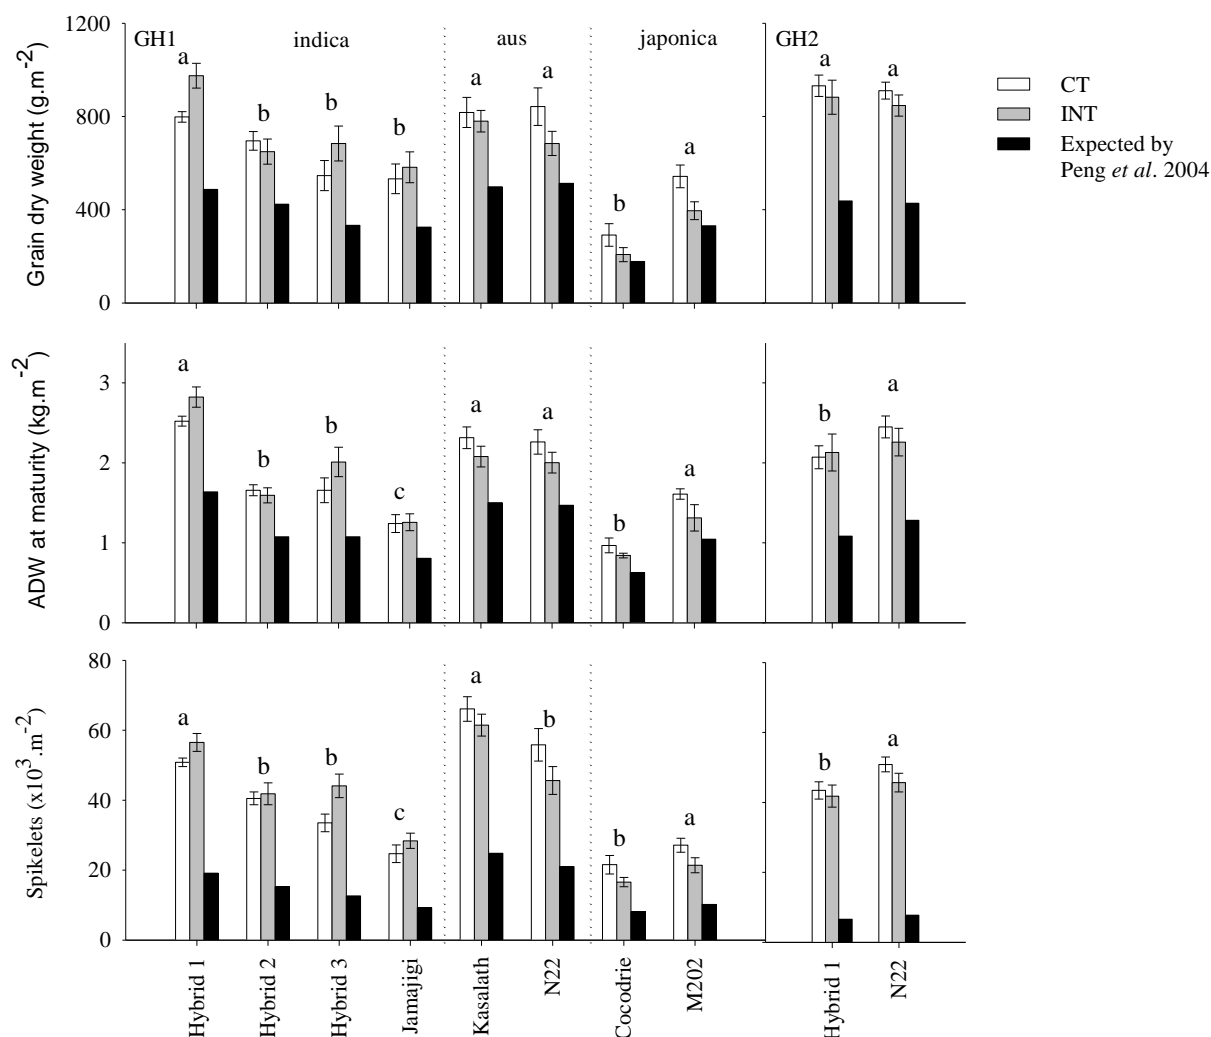 GH1 indica aus japonica GH2
Grain dry weight (g.m-2)
1200
800
400
0
a b b b a a b a a a
CT
INT
Expected by
Peng et al. 2004
ADW at maturity (kg.m-2)
3
2
1
0
a b b c a a b a b a
Spikelets (x10^3.m-2)
80
60
40
20
0
a b b c a b b a b a
Hybrid 1
Hybrid 2
Hybrid 3
Jamajigi
Kasalath
N22
Cocodrie
M202
Hybrid 1
N22